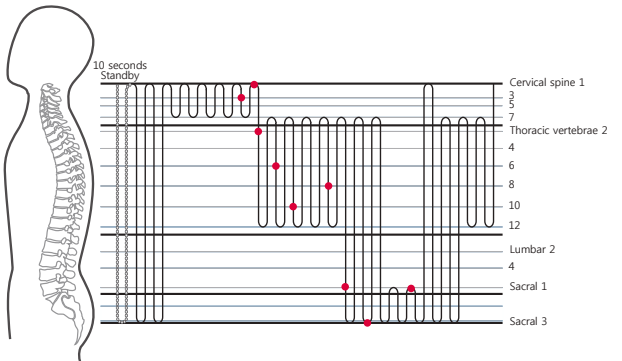 10 seconds
Standby
Cervical spine 1
3
5
7
Thoracic vertebrae 2
4
6
8
10
12
Lumbar 2
4
Sacral 1
Sacral 3